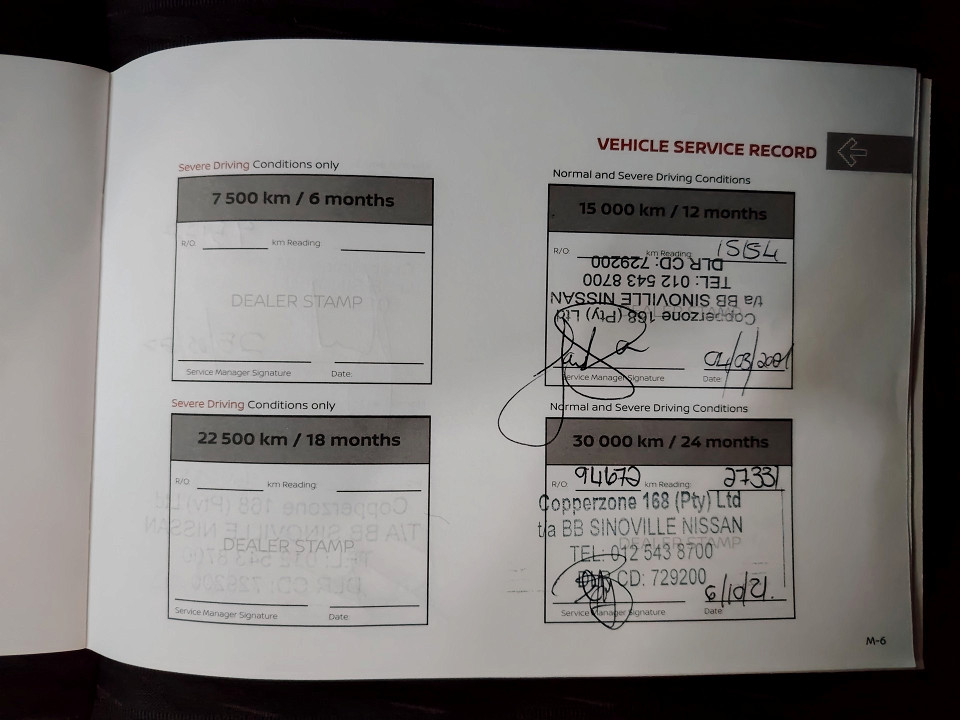 VEHICLE SERVICE RECORD
Severe Driving Conditions only
7 500 km / 6 months
R/O: km Reading:
DEALER STAMP
Service Manager Signature Date:
Normal and Severe Driving Conditions
15 000 km / 12 months
R/O: km Reading: 15154
Copperzone 168 (Pty) Ltd
t/a BB SINOVILLE NISSAN
TEL: 012 543 8700
DLR CD: 729200
04/03/2021
Service Manager Signature Date:
Severe Driving Conditions only
22 500 km / 18 months
R/O: km Reading:
DEALER STAMP
Service Manager Signature Date:
Normal and Severe Driving Conditions
30 000 km / 24 months
R/O: 94672 km Reading: 27331
Copperzone 168 (Pty) Ltd
t/a BB SINOVILLE NISSAN
DEALER STAMP
TEL: 012 543 8700
DLR CD: 729200
6/10/21.
Service Manager Signature Date:
M-6